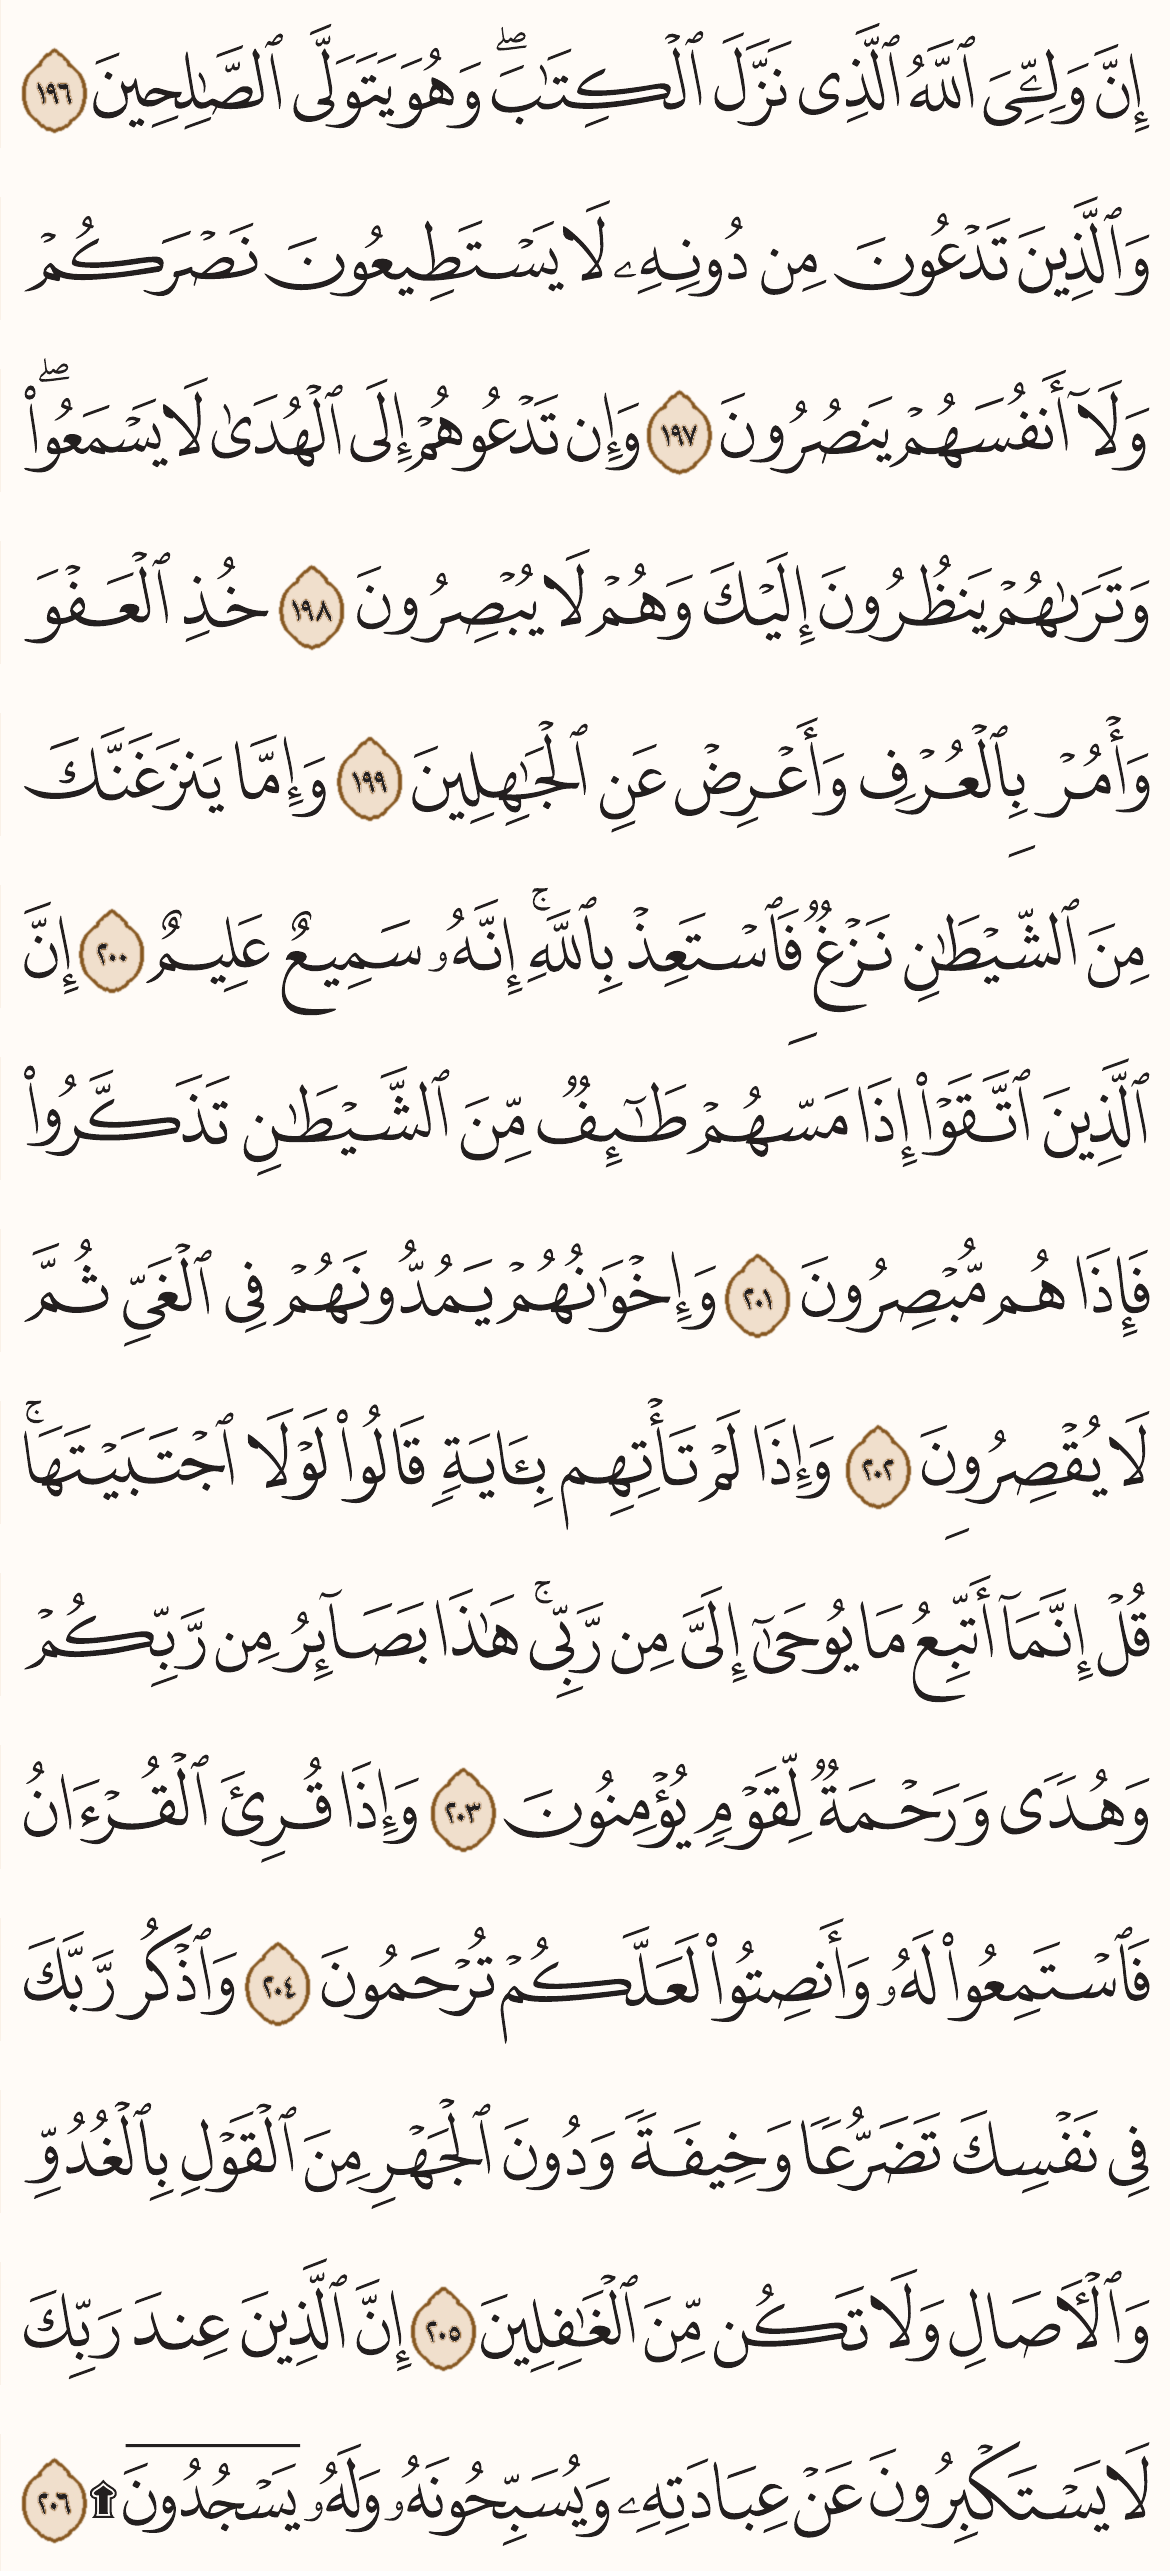 إِنَّ وَلِـِّۧيَ ٱللَّهُ ٱلَّذِى نَزَّلَ ٱلْكِتَٰبَ ۖ وَهُوَ يَتَوَلَّى ٱلصَّٰلِحِينَ ١٩٦
وَٱلَّذِينَ تَدْعُونَ مِن دُونِهِۦ لَا يَسْتَطِيعُونَ نَصْرَكُمْ
وَلَآ أَنفُسَهُمْ يَنصُرُونَ ١٩٧ وَإِن تَدْعُوهُمْ إِلَى ٱلْهُدَىٰ لَا يَسْمَعُوا۟ ۖ
وَتَرَىٰهُمْ يَنظُرُونَ إِلَيْكَ وَهُمْ لَا يُبْصِرُونَ ١٩٨ خُذِ ٱلْعَفْوَ
وَأْمُرْ بِٱلْعُرْفِ وَأَعْرِضْ عَنِ ٱلْجَٰهِلِينَ ١٩٩ وَإِمَّا يَنزَغَنَّكَ
مِنَ ٱلشَّيْطَٰنِ نَزْغٌ فَٱسْتَعِذْ بِٱللَّهِ ۚ إِنَّهُۥ سَمِيعٌ عَلِيمٌ ٢٠٠ إِنَّ
ٱلَّذِينَ ٱتَّقَوْا۟ إِذَا مَسَّهُمْ طَٰٓئِفٌ مِّنَ ٱلشَّيْطَٰنِ تَذَكَّرُوا۟
فَإِذَا هُم مُّبْصِرُونَ ٢٠١ وَإِخْوَٰنُهُمْ يَمُدُّونَهُمْ فِى ٱلْغَىِّ ثُمَّ
لَا يُقْصِرُونَ ٢٠٢ وَإِذَا لَمْ تَأْتِهِم بِـَٔايَةٍ قَالُوا۟ لَوْلَا ٱجْتَبَيْتَهَا ۚ
قُلْ إِنَّمَآ أَتَّبِعُ مَا يُوحَىٰٓ إِلَىَّ مِن رَّبِّى ۚ هَٰذَا بَصَآئِرُ مِن رَّبِّكُمْ
وَهُدًى وَرَحْمَةٌ لِّقَوْمٍ يُؤْمِنُونَ ٢٠٣ وَإِذَا قُرِئَ ٱلْقُرْءَانُ
فَٱسْتَمِعُوا۟ لَهُۥ وَأَنصِتُوا۟ لَعَلَّكُمْ تُرْحَمُونَ ٢٠٤ وَٱذْكُر رَّبَّكَ
فِى نَفْسِكَ تَضَرُّعًا وَخِيفَةً وَدُونَ ٱلْجَهْرِ مِنَ ٱلْقَوْلِ بِٱلْغُدُوِّ
وَٱلْـَٔاصَالِ وَلَا تَكُن مِّنَ ٱلْغَٰفِلِينَ ٢٠٥ إِنَّ ٱلَّذِينَ عِندَ رَبِّكَ
لَا يَسْتَكْبِرُونَ عَنْ عِبَادَتِهِۦ وَيُسَبِّحُونَهُۥ وَلَهُۥ يَسْجُدُونَ ۩ ٢٠٦